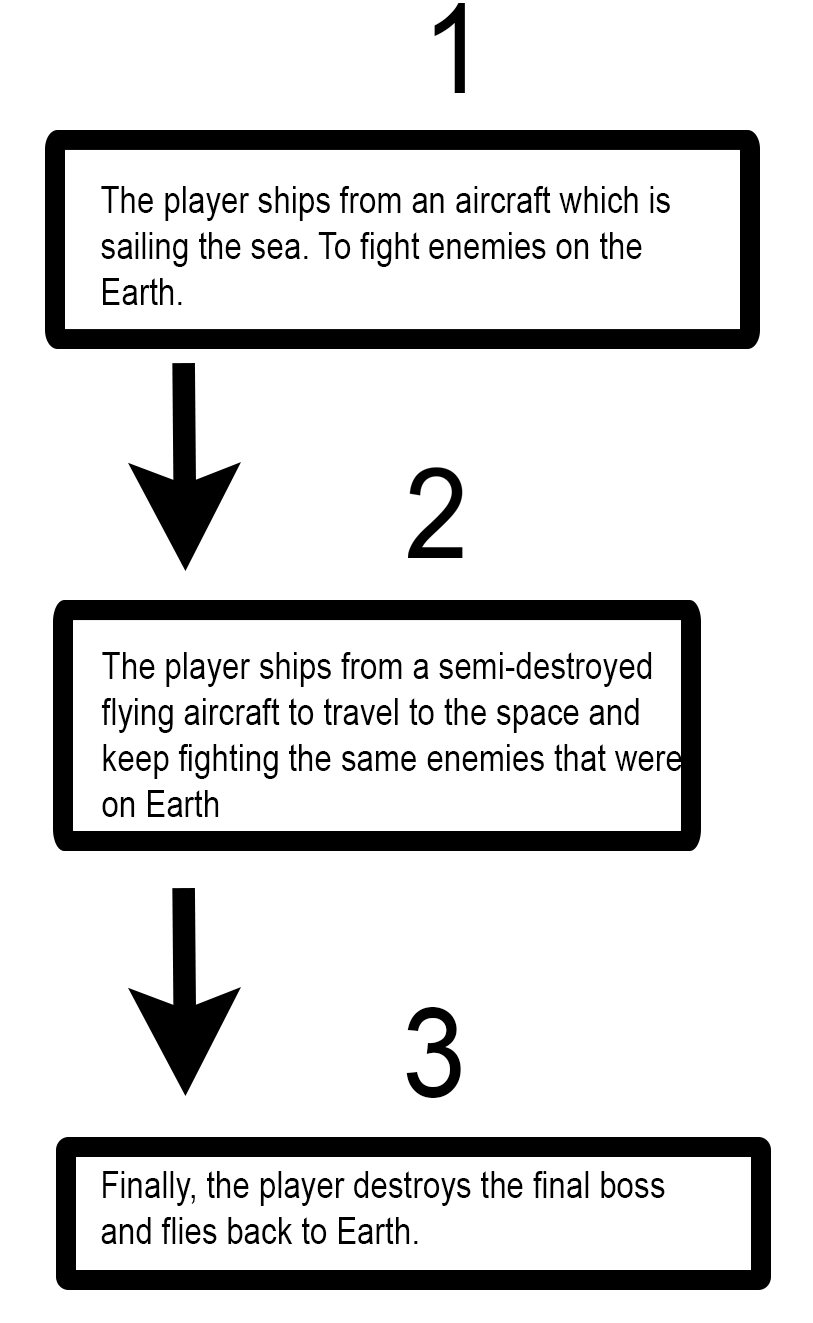 1
The player ships from an aircraft which is
sailing the sea. To fight enemies on the
Earth.
2
The player ships from a semi-destroyed
flying aircraft to travel to the space and
keep fighting the same enemies that were
on Earth
3
Finally, the player destroys the final boss
and flies back to Earth.